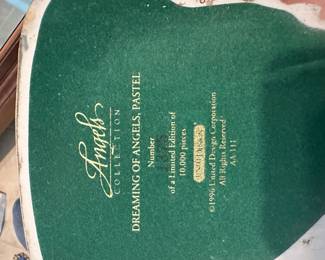 Angels
COLLECTION
DREAMING OF ANGELS, PASTEL
Number
of a Limited Edition of
10,000 pieces
©1996 United Design Corporation
All Rights Reserved
AA-111